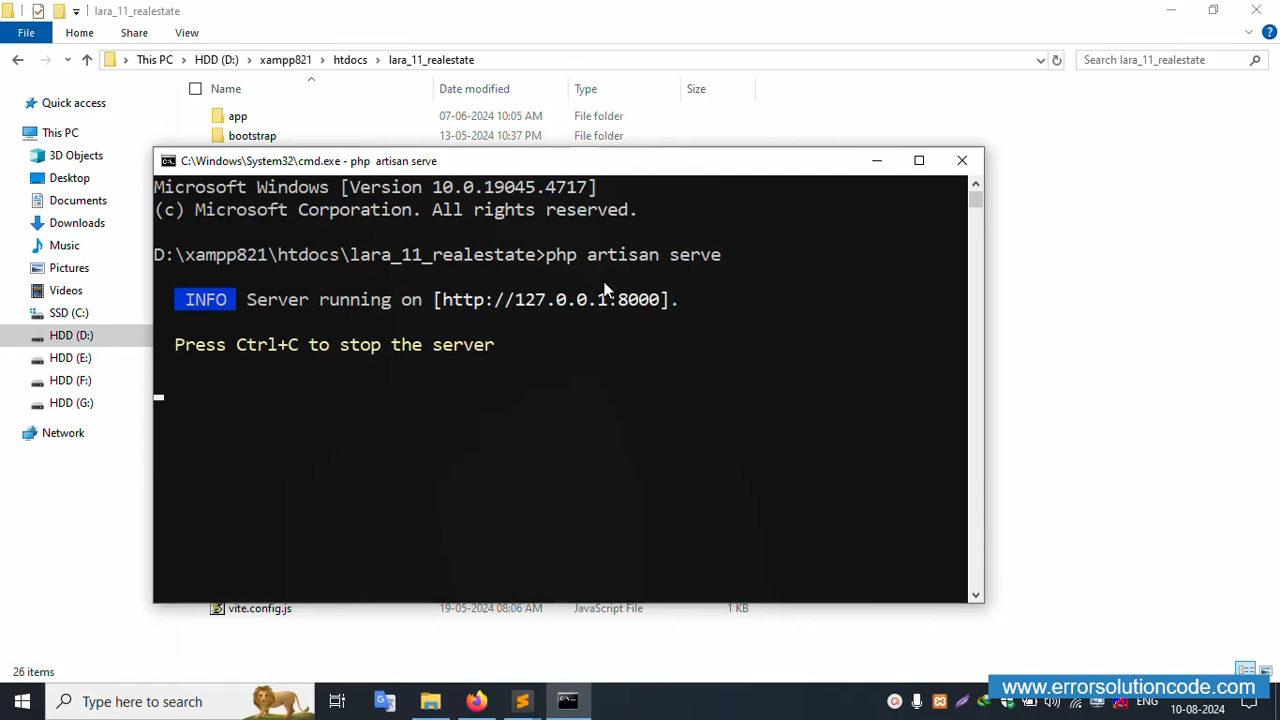 lara_11_realestate
File Home Share View
This PC HDD (D:) xampp821 htdocs lara_11_realestate Search lara_11_realestate
Name Date modified Type Size
Quick access
This PC
3D Objects
Desktop
Documents
Downloads
Music
Pictures
Videos
SSD (C:)
HDD (D:)
HDD (E:)
HDD (F:)
HDD (G:)
Network
app 07-06-2024 10:05 AM File folder
bootstrap 13-05-2024 10:37 PM File folder
C:\Windows\System32\cmd.exe - php artisan serve
Microsoft Windows [Version 10.0.19045.4717]
(c) Microsoft Corporation. All rights reserved.
D:\xampp821\htdocs\lara_11_realestate>php artisan serve
INFO Server running on [http://127.0.0.1:8000].
Press Ctrl+C to stop the server
vite.config.js 19-05-2024 08:06 AM JavaScript File 1 KB
26 items
Type here to search
ENG
10-08-2024
www.errorsolutioncode.com